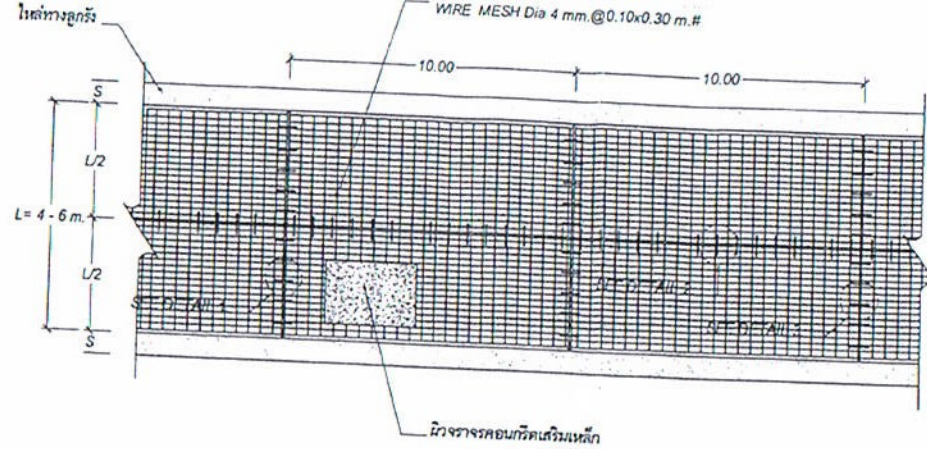 ไหล่ทางลูกรัง
WIRE MESH Dia 4 mm.@0.10x0.30 m.#
10.00
10.00
S
L/2
L= 4 - 6 m.
L/2
SEE DETAIL 1
SEE DETAIL 2
SEE DETAIL 3
S
ผิวจราจรคอนกรีตเสริมเหล็ก